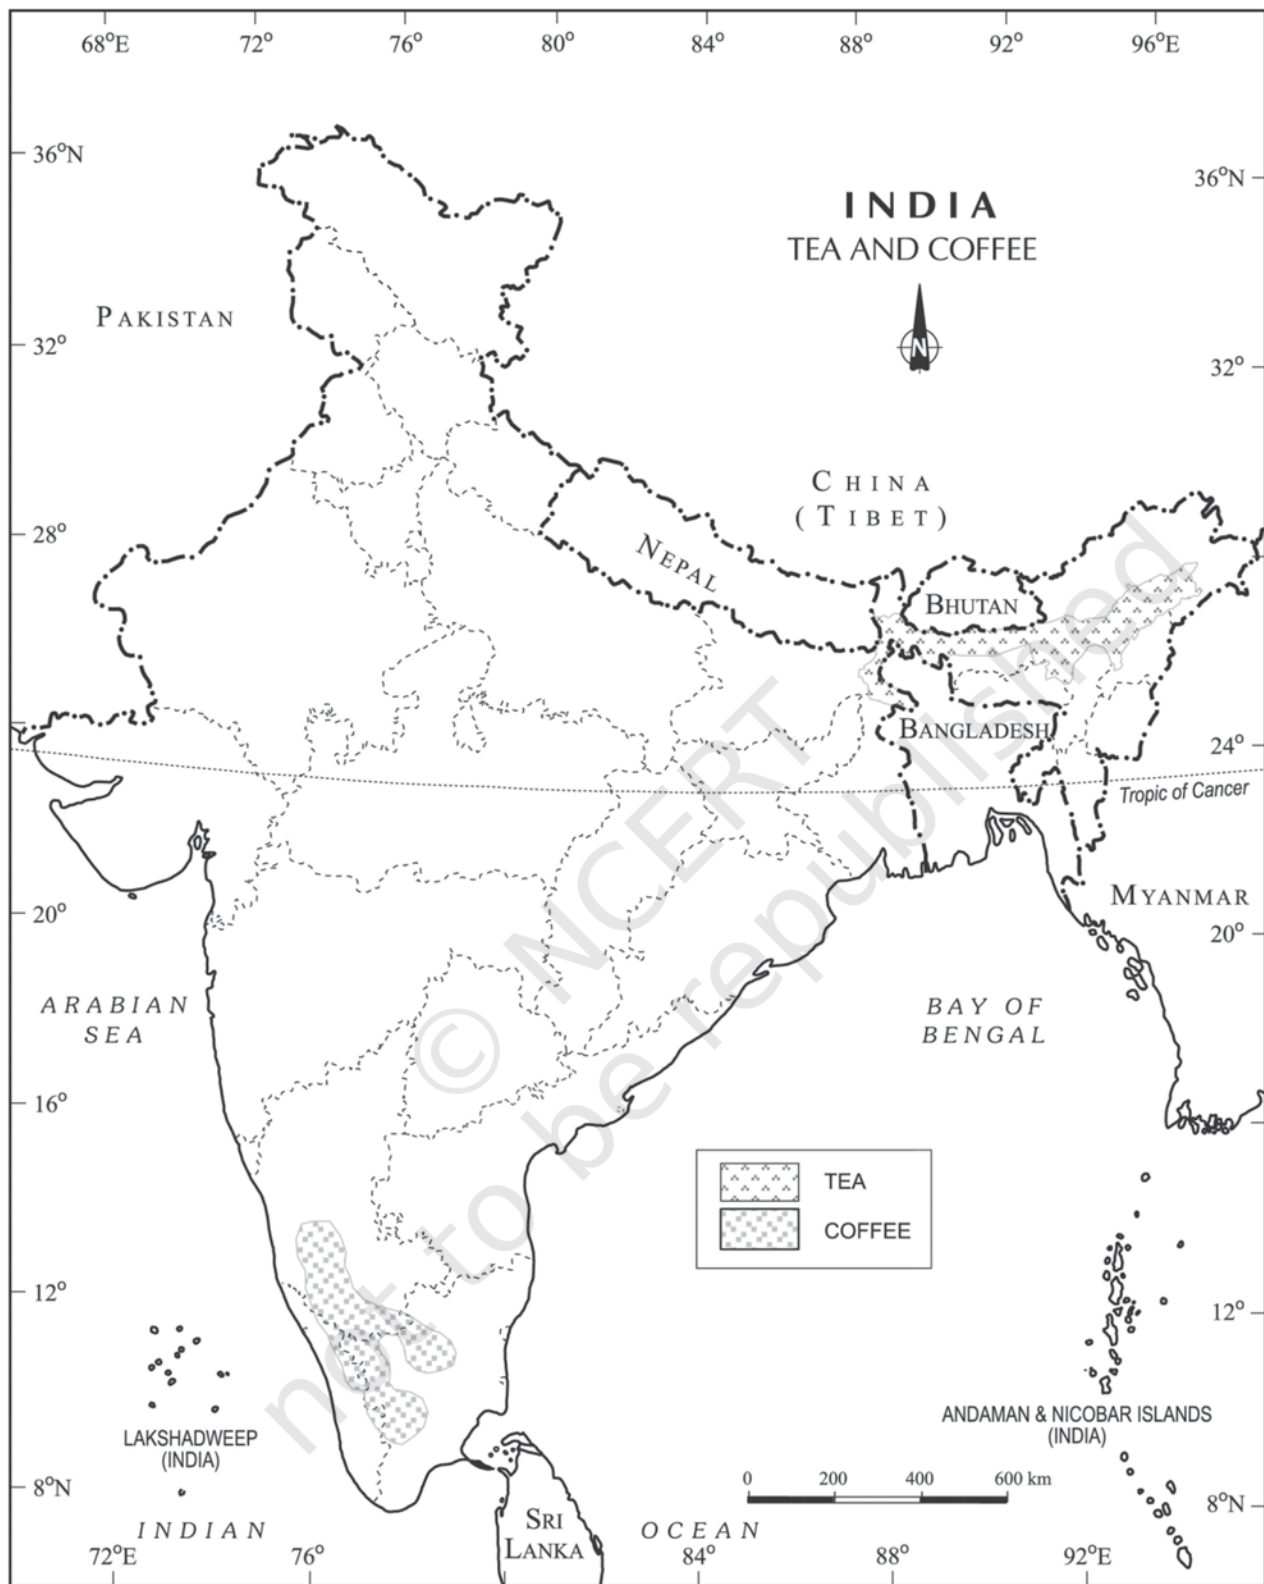 68°E 72° 76° 80° 84° 88° 92° 96°E
36°N
36°N
INDIA
TEA AND COFFEE
N
PAKISTAN
32°
32°
CHINA
(TIBET)
28°
NEPAL
BHUTAN
BANGLADESH
24°
Tropic of Cancer
MYANMAR
20°
20°
ARABIAN
SEA
BAY OF
BENGAL
16°
TEA
COFFEE
12°
12°
LAKSHADWEEP
(INDIA)
ANDAMAN & NICOBAR ISLANDS
(INDIA)
0 200 400 600 km
8°N
8°N
INDIAN OCEAN
SRI
LANKA
72°E 76° 84° 88° 92°E
© NCERT
not to be republished